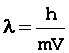 λ = h/mV